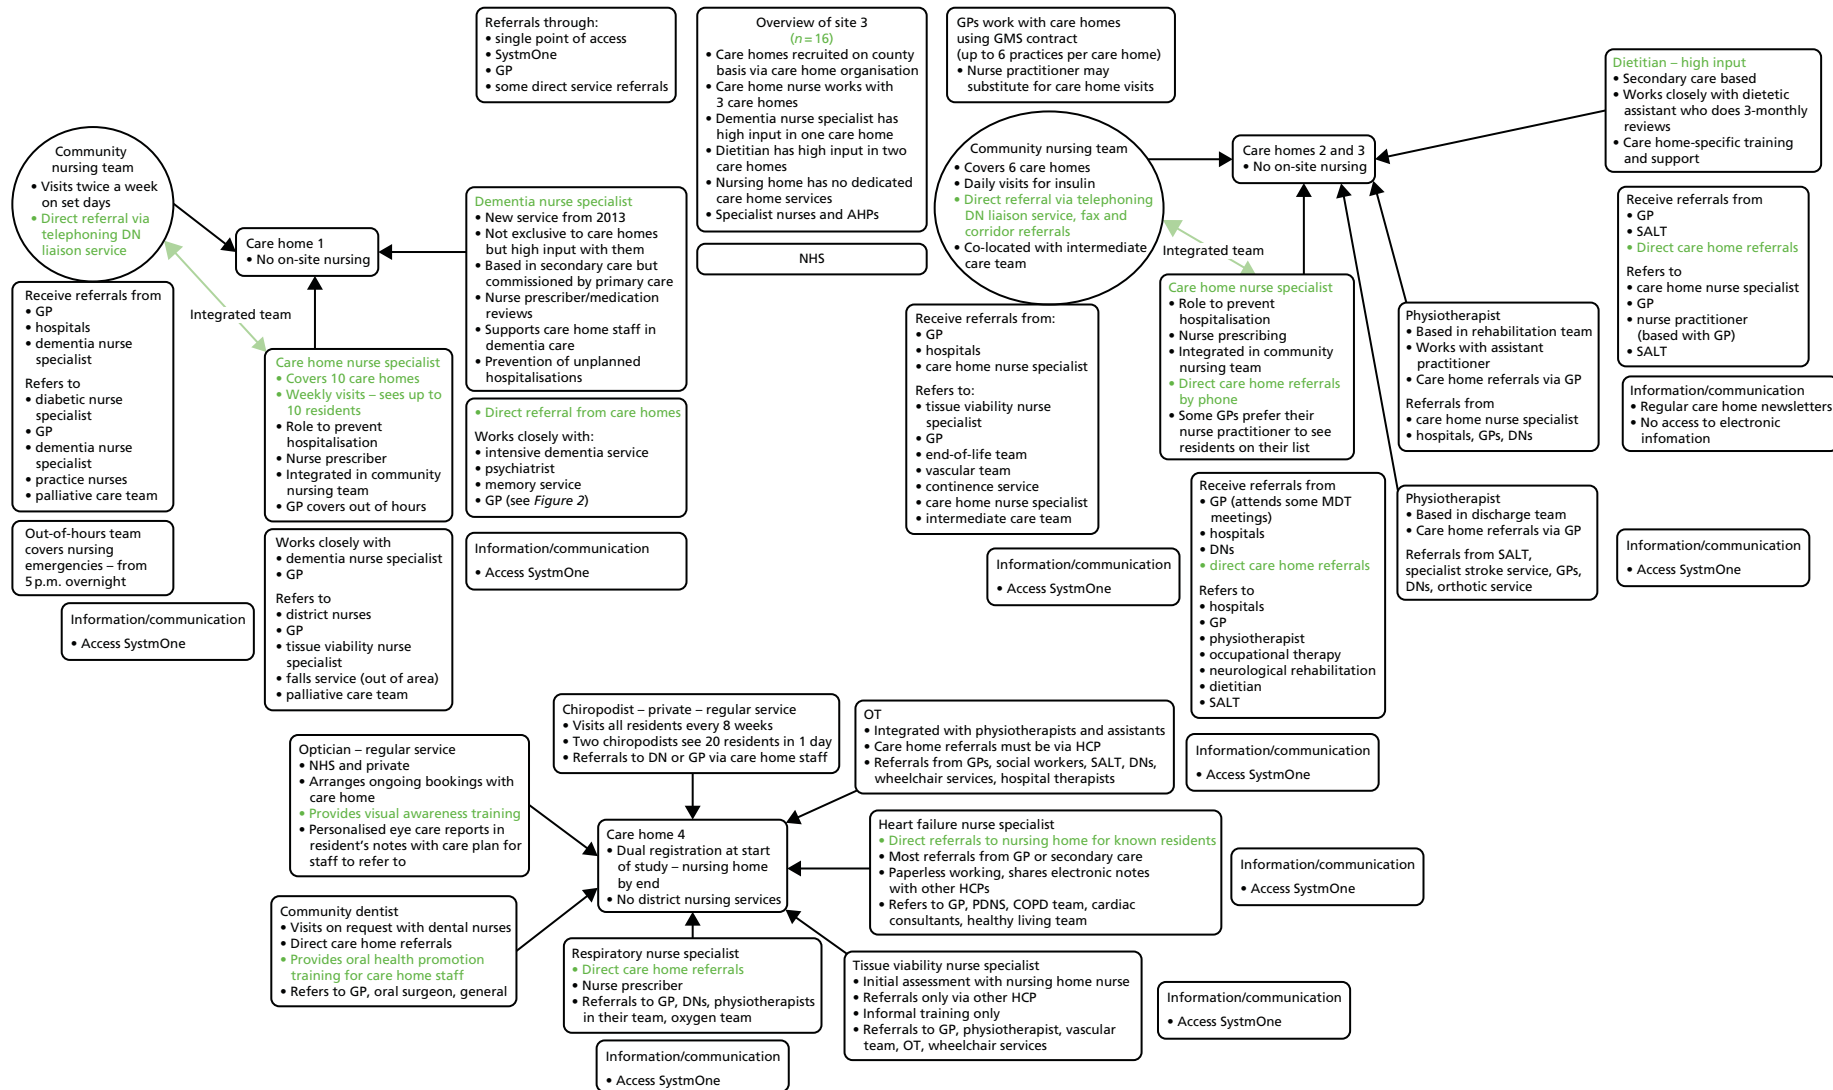 Referrals through:
• single point of access
• SystmOne
• GP
• some direct service referrals
Overview of site 3
(n = 16)
• Care homes recruited on county
basis via care home organisation
• Care home nurse works with
3 care homes
• Dementia nurse specialist has
high input in one care home
• Dietitian has high input in two
care homes
• Nursing home has no dedicated
care home services
• Specialist nurses and AHPs
NHS
GPs work with care homes
using GMS contract
(up to 6 practices per care home)
• Nurse practitioner may
substitute for care home visits
Community
nursing team
• Visits twice a week
on set days
• Direct referral via
telephoning DN
liaison service
Care home 1
• No on-site nursing
Integrated team
Receive referrals from
• GP
• hospitals
• dementia nurse
specialist
Refers to
• diabetic nurse
specialist
• GP
• dementia nurse
specialist
• practice nurses
• palliative care team
Out-of-hours team
covers nursing
emergencies – from
5 p.m. overnight
Information/communication
• Access SystmOne
Care home nurse specialist
• Covers 10 care homes
• Weekly visits – sees up to
10 residents
• Role to prevent
hospitalisation
• Nurse prescriber
• Integrated in community
nursing team
• GP covers out of hours
Works closely with
• dementia nurse specialist
• GP
Refers to
• district nurses
• GP
• tissue viability nurse
specialist
• falls service (out of area)
• palliative care team
Dementia nurse specialist
• New service from 2013
• Not exclusive to care homes
but high input with them
• Based in secondary care but
commissioned by primary care
• Nurse prescriber/medication
reviews
• Supports care home staff in
dementia care
• Prevention of unplanned
hospitalisations
• Direct referral from care homes
Works closely with:
• intensive dementia service
• psychiatrist
• memory service
• GP (see Figure 2)
Information/communication
• Access SystmOne
Community nursing team
• Covers 6 care homes
• Daily visits for insulin
• Direct referral via telephoning
DN liaison service, fax and
corridor referrals
• Co-located with intermediate
care team
Integrated team
Receive referrals from:
• GP
• hospitals
• care home nurse specialist
Refers to:
• tissue viability nurse
specialist
• GP
• end-of-life team
• vascular team
• continence service
• care home nurse specialist
• intermediate care team
Information/communication
• Access SystmOne
Care homes 2 and 3
• No on-site nursing
Care home nurse specialist
• Role to prevent
hospitalisation
• Nurse prescribing
• Integrated in community
nursing team
• Direct care home referrals
by phone
• Some GPs prefer their
nurse practitioner to see
residents on their list
Receive referrals from
• GP (attends some MDT
meetings)
• hospitals
• DNs
• direct care home referrals
Refers to
• hospitals
• GP
• physiotherapist
• occupational therapy
• neurological rehabilitation
• dietitian
• SALT
Information/communication
• Access SystmOne
Dietitian – high input
• Secondary care based
• Works closely with dietetic
assistant who does 3-monthly
reviews
• Care home-specific training
and support
Receive referrals from
• GP
• SALT
• Direct care home referrals
Refers to
• care home nurse specialist
• GP
• nurse practitioner
(based with GP)
• SALT
Information/communication
• Regular care home newsletters
• No access to electronic
infomation
Physiotherapist
• Based in rehabilitation team
• Works with assistant
practitioner
• Care home referrals via GP
Referrals from
• care home nurse specialist
• hospitals, GPs, DNs
Physiotherapist
• Based in discharge team
• Care home referrals via GP
Referrals from SALT,
specialist stroke service, GPs,
DNs, orthotic service
Information/communication
• Access SystmOne
Chiropodist – private – regular service
• Visits all residents every 8 weeks
• Two chiropodists see 20 residents in 1 day
• Referrals to DN or GP via care home staff
OT
• Integrated with physiotherapists and assistants
• Care home referrals must be via HCP
• Referrals from GPs, social workers, SALT, DNs,
wheelchair services, hospital therapists
Optician – regular service
• NHS and private
• Arranges ongoing bookings with
care home
• Provides visual awareness training
• Personalised eye care reports in
resident's notes with care plan for
staff to refer to
Care home 4
• Dual registration at start
of study – nursing home
by end
• No district nursing services
Heart failure nurse specialist
• Direct referrals to nursing home for known residents
• Most referrals from GP or secondary care
• Paperless working, shares electronic notes
with other HCPs
• Refers to GP, PDNS, COPD team, cardiac
consultants, healthy living team
Information/communication
• Access SystmOne
Community dentist
• Visits on request with dental nurses
• Direct care home referrals
• Provides oral health promotion
training for care home staff
• Refers to GP, oral surgeon, general
Respiratory nurse specialist
• Direct care home referrals
• Nurse prescriber
• Referrals to GP, DNs, physiotherapists
in their team, oxygen team
Information/communication
• Access SystmOne
Tissue viability nurse specialist
• Initial assessment with nursing home nurse
• Referrals only via other HCP
• Informal training only
• Referrals to GP, physiotherapist, vascular
team, OT, wheelchair services
Information/communication
• Access SystmOne